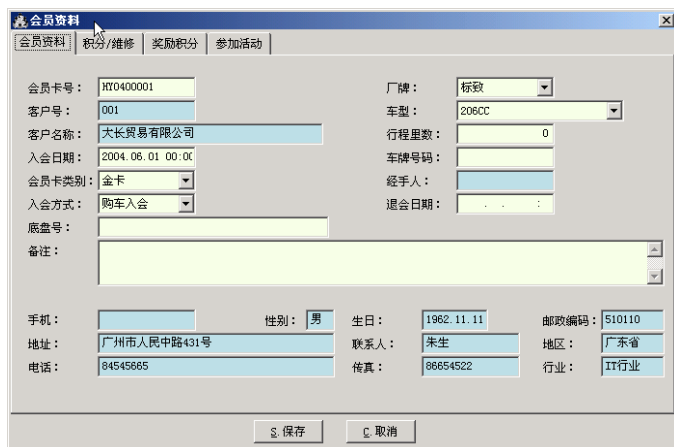 会员资料
会员资料 积分/维修 奖励积分 参加活动
会员卡号： HY0400001 厂牌： 标致
客户号： 001 车型： 206CC
客户名称： 大长贸易有限公司 行程里数： 0
入会日期： 2004.06.01 00:00 车牌号码：
会员卡类别： 金卡 经手人：
入会方式： 购车入会 退会日期： . . :
底盘号：
备注：
手机： 性别： 男 生日： 1962.11.11 邮政编码： 510110
地址： 广州市人民中路431号 联系人： 朱生 地区： 广东省
电话： 84545665 传真： 86654522 行业： IT行业
S.保存 C.取消